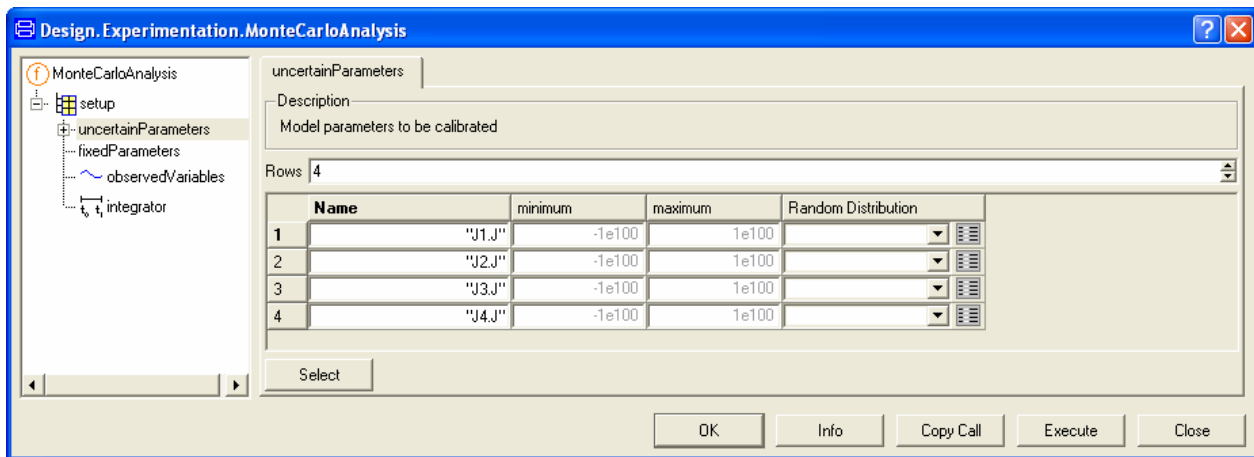 Design.Experimentation.MonteCarloAnalysis
MonteCarloAnalysis
setup
uncertainParameters
fixedParameters
observedVariables
integrator
uncertainParameters
Description
Model parameters to be calibrated
Rows 4
Name minimum maximum Random Distribution
1 "J1.J" -1e100 1e100
2 "J2.J" -1e100 1e100
3 "J3.J" -1e100 1e100
4 "J4.J" -1e100 1e100
Select
OK Info Copy Call Execute Close